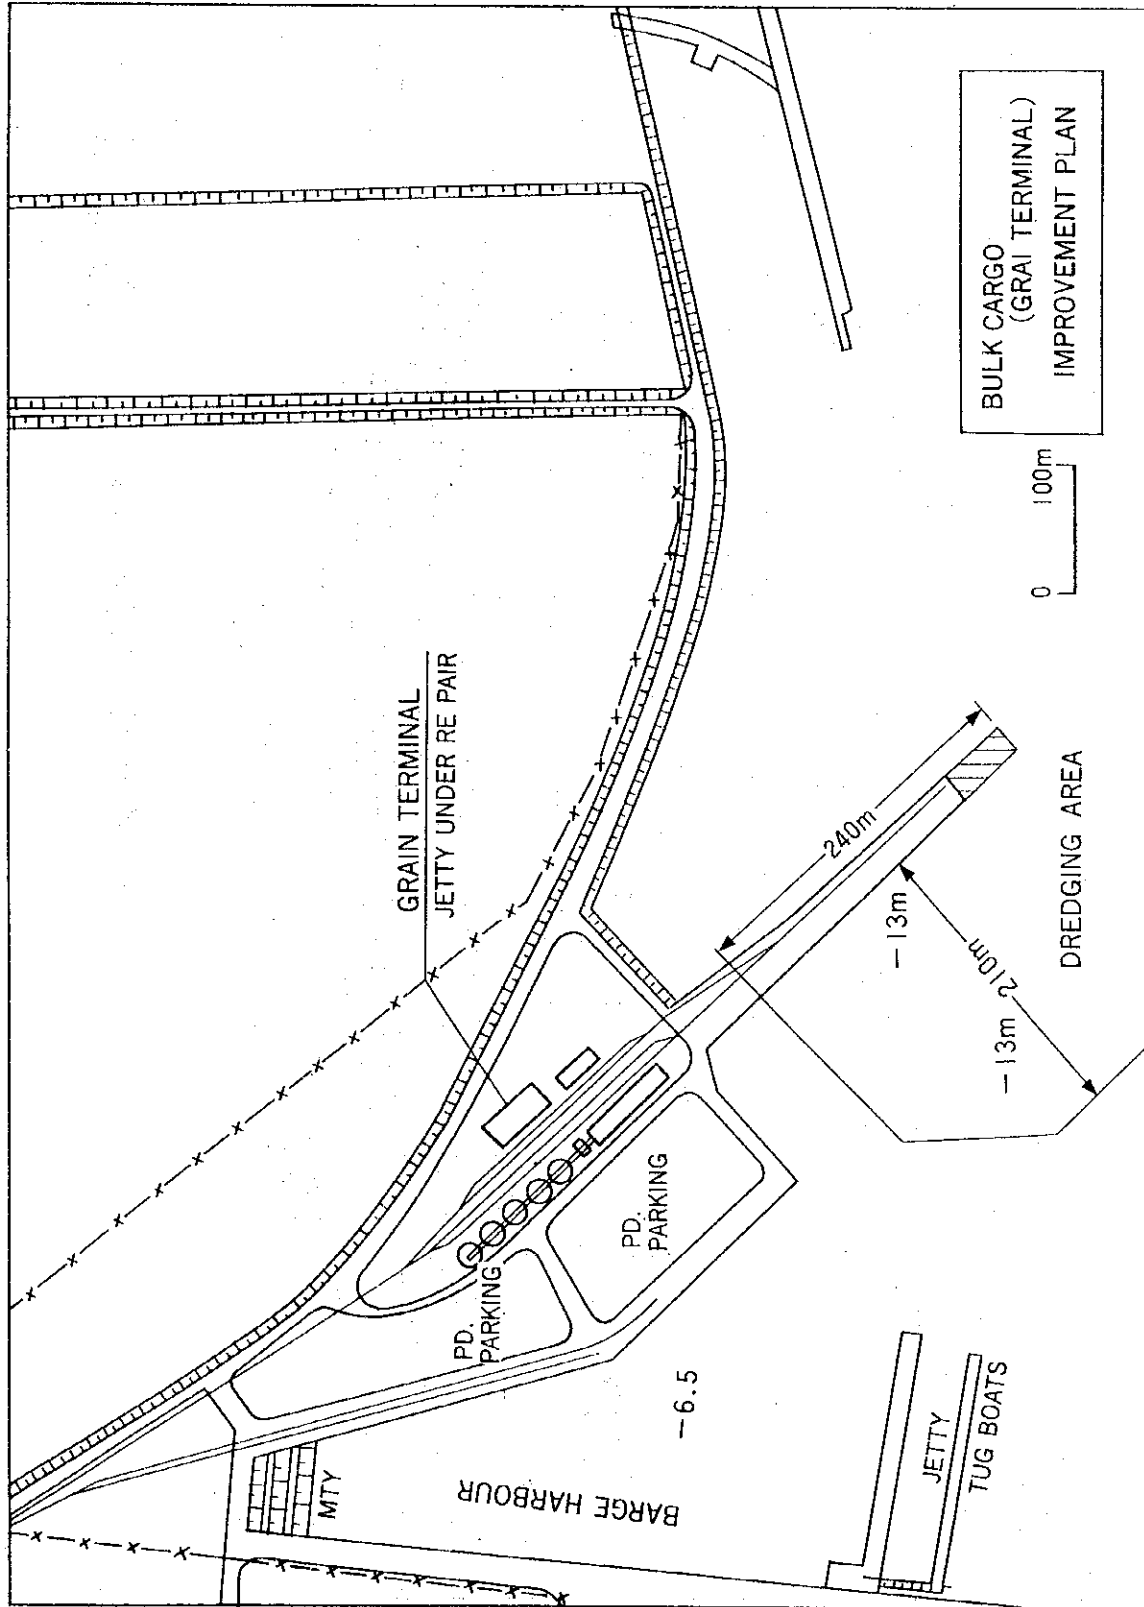 BULK CARGO
(GRAI TERMINAL)
IMPROVEMENT PLAN
0 100m
GRAIN TERMINAL
JETTY UNDER RE PAIR
240m
-13m
-13m 210m
DREDGING AREA
PD.
PARKING
PD.
PARKING
-6.5
MTY
BARGE HARBOUR
JETTY
TUG BOATS